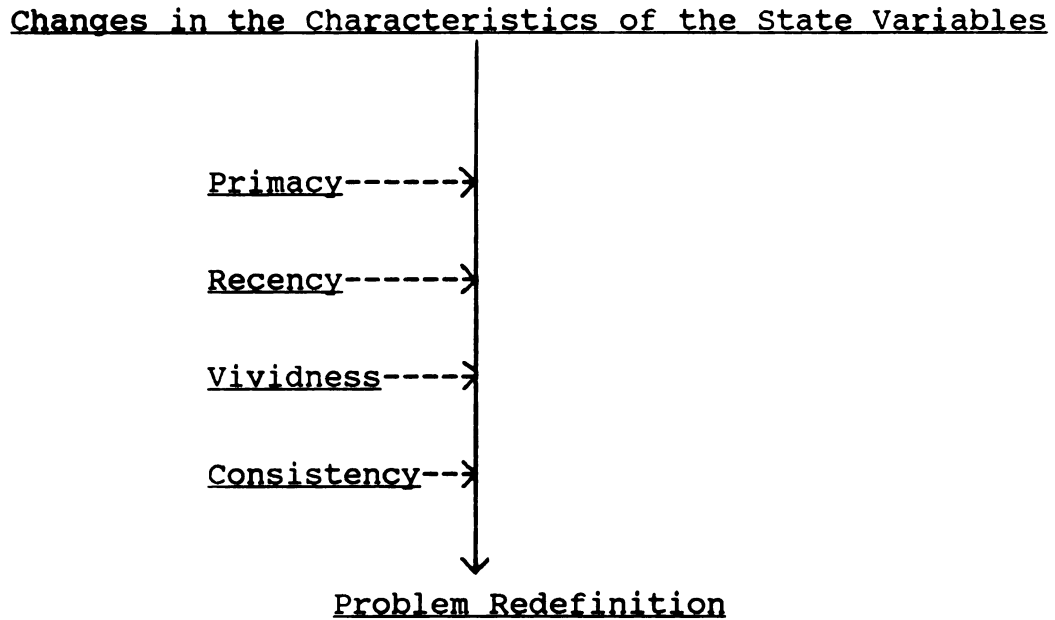 Changes in the Characteristics of the State Variables
Primacy
Recency
Vividness
Consistency
Problem Redefinition